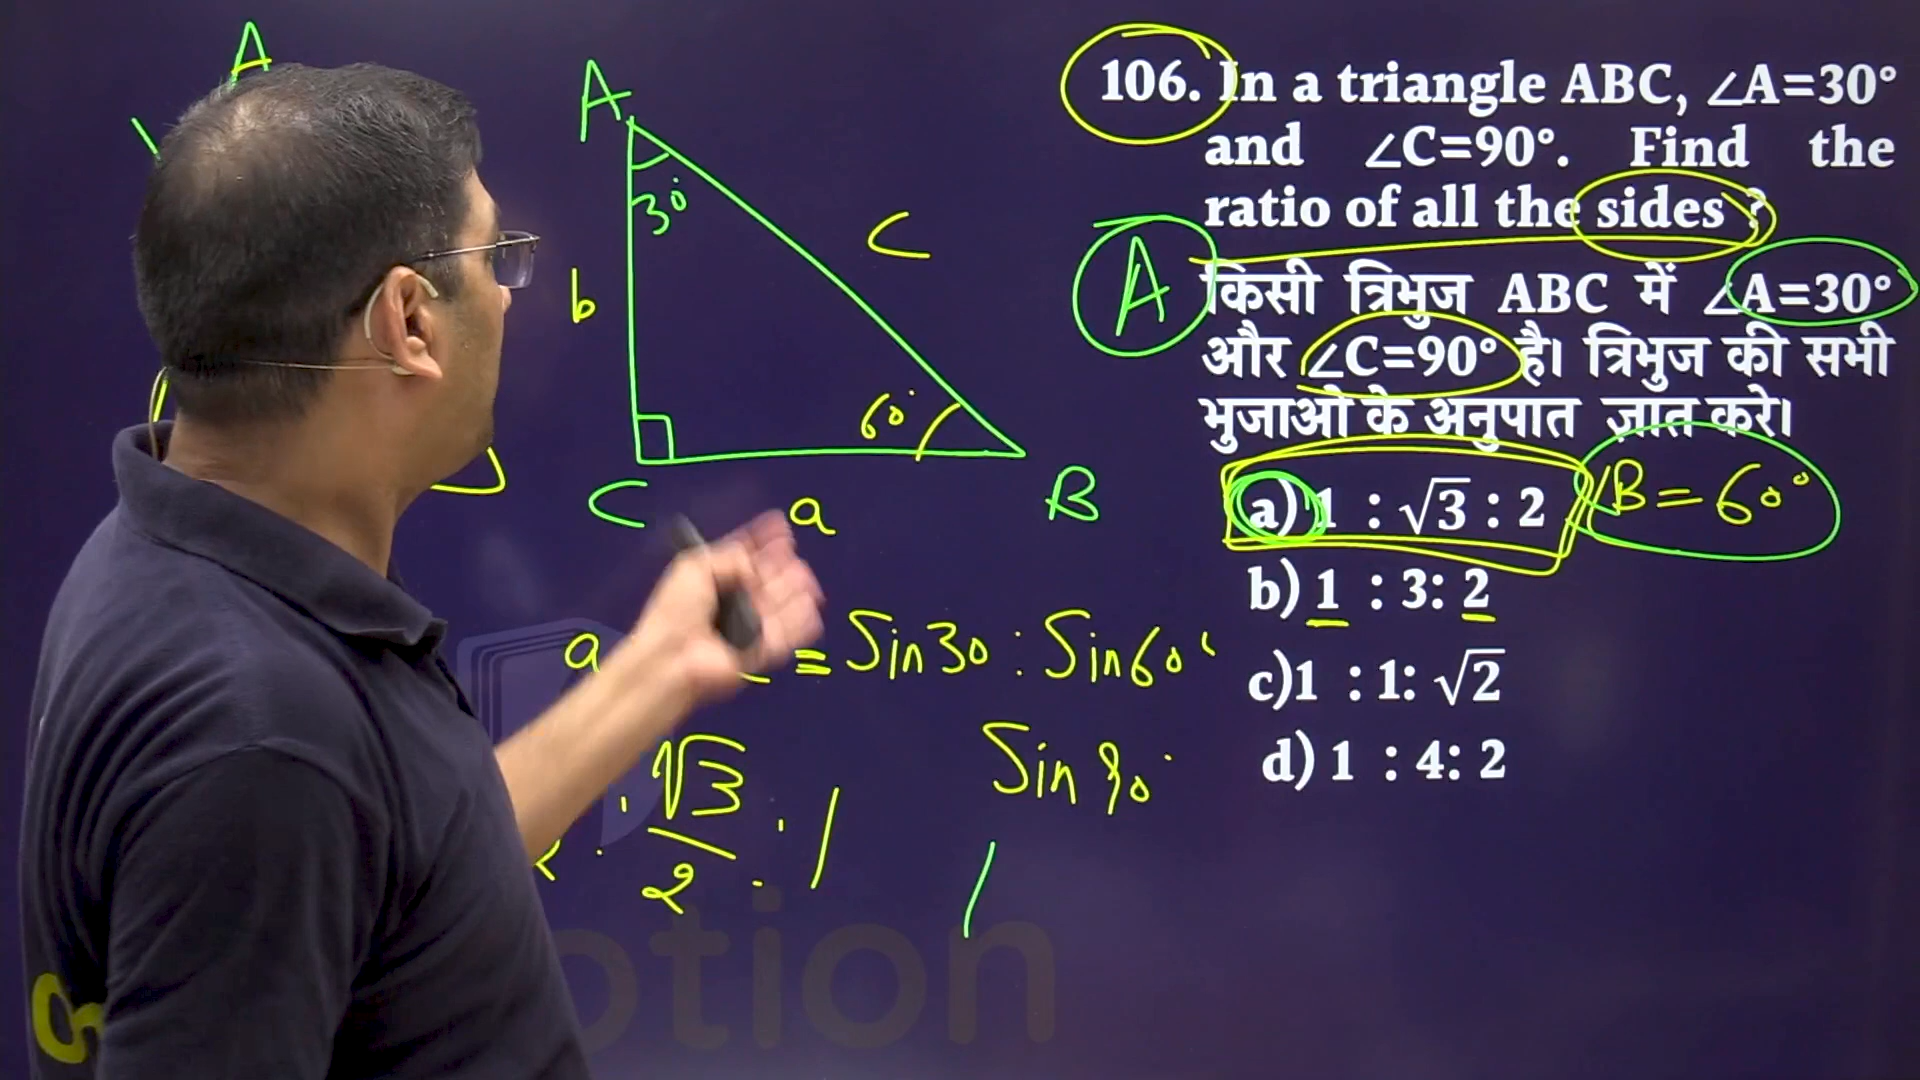 A
A
30°
b
c
60°
C
a
B
a = Sin30 : Sin60°
Sin90°
: √3/2 : 1
1
106. In a triangle ABC, ∠A=30°
and ∠C=90°. Find the
ratio of all the sides ?
A
किसी त्रिभुज ABC में ∠A=30°
और ∠C=90° है। त्रिभुज की सभी
भुजाओ के अनुपात ज़ात करे।
a) 1 : √3 : 2
∠B = 60°
b) 1 : 3: 2
c)1 : 1: √2
d) 1 : 4: 2
otion